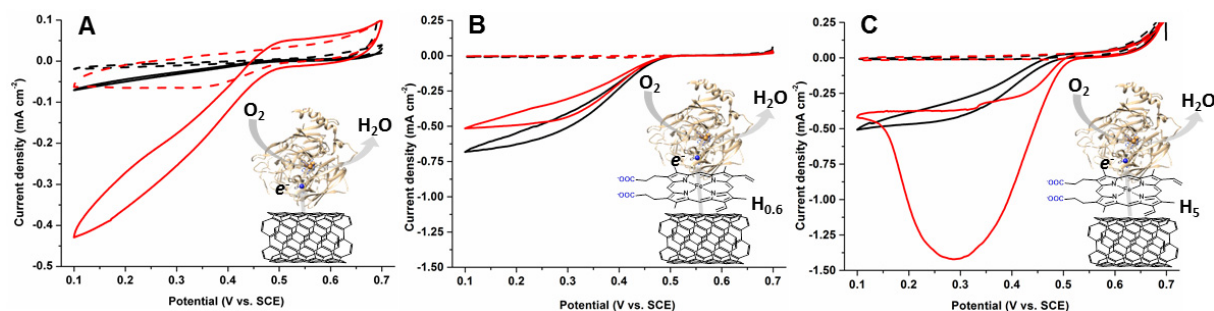 A
O2
H2O
e-
Current density (mA cm-2)
0.1
0.0
-0.1
-0.2
-0.3
-0.4
-0.5
0.1 0.2 0.3 0.4 0.5 0.6 0.7
Potential (V vs. SCE)
B
O2
H2O
e-
-OOC
-OOC
H0.6
Current density (mA cm-2)
0.25
0.00
-0.25
-0.50
-0.75
-1.00
-1.25
-1.50
0.1 0.2 0.3 0.4 0.5 0.6 0.7
Potential (V vs. SCE)
C
O2
H2O
e-
-OOC
-OOC
H5
Current density (mA cm-2)
0.25
0.00
-0.25
-0.50
-0.75
-1.00
-1.25
-1.50
0.1 0.2 0.3 0.4 0.5 0.6 0.7
Potential (V vs. SCE)